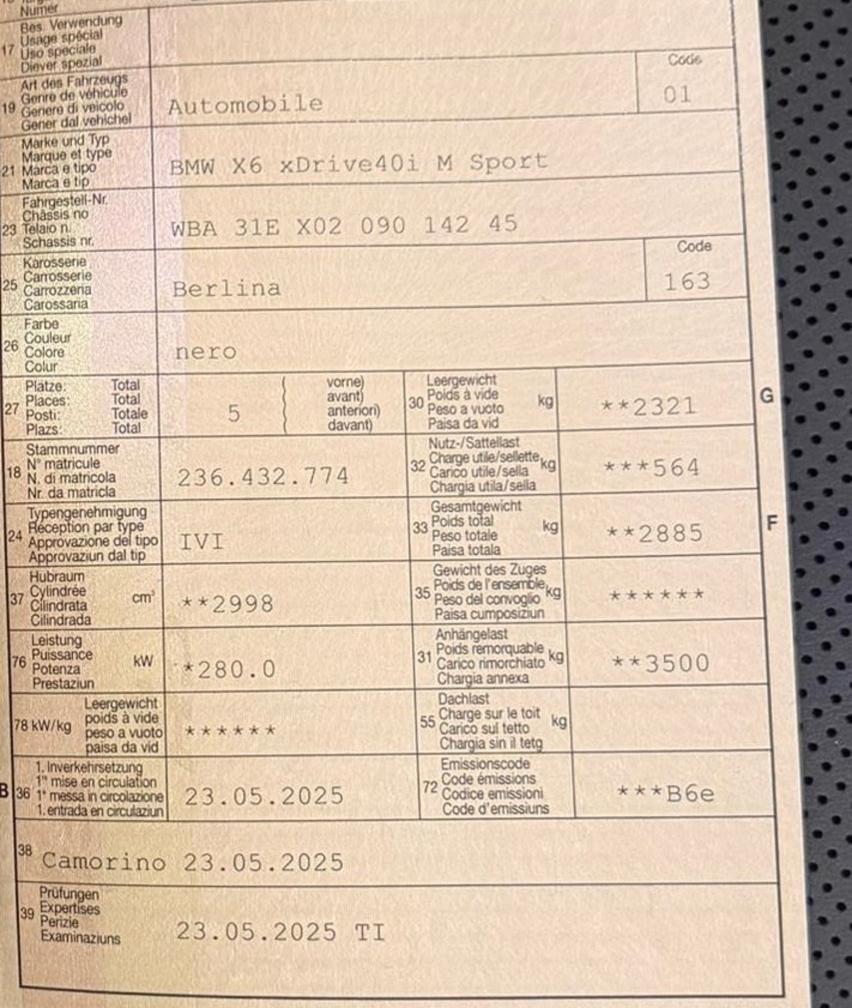 Numer
17 Bes. Verwendung
Usage spécial
Uso speciale
Diever spezial
19 Art des Fahrzeugs
Genre de véhicule
Genere di veicolo
Gener dal vehichel
Automobile
Code
01
21 Marke und Typ
Marque et type
Marca e tipo
Marca e tip
BMW X6 xDrive40i M Sport
23 Fahrgestell-Nr.
Châssis no
Telaio n.
Schassis nr.
WBA 31E X02 090 142 45
25 Karosserie
Carrosserie
Carrozzeria
Carossaria
Berlina
Code
163
26 Farbe
Couleur
Colore
Colur
nero
27 Plätze: Total
Places: Total
Posti: Totale
Plazs: Total
5
vorne)
avant)
anteriori)
davant)
30 Leergewicht
Poids à vide
Peso a vuoto
Paisa da vid
kg
**2321
G
18 Stammnummer
N° matricule
N. di matricola
Nr. da matricla
236.432.774
32 Nutz-/Sattellast
Charge utile/sellette
Carico utile/sella
Chargia utila/sella
kg
***564
24 Typengenehmigung
Réception par type
Approvazione del tipo
Approvaziun dal tip
IVI
33 Gesamtgewicht
Poids total
Peso totale
Paisa totala
kg
**2885
F
37 Hubraum
Cylindrée
Cilindrata
Cilindrada
cm³
**2998
35 Gewicht des Zuges
Poids de l'ensemble
Peso del convoglio
Paisa cumposiziun
kg
******
76 Leistung
Puissance
Potenza
Prestaziun
kW
*280.0
31 Anhängelast
Poids remorquable
Carico rimorchiato
Chargia annexa
kg
**3500
78 kW/kg
Leergewicht
poids à vide
peso a vuoto
paisa da vid
******
55 Dachlast
Charge sur le toit
Carico sul tetto
Chargia sin il tetg
kg
B 36 1. Inverkehrsetzung
1re mise en circulation
1a messa in circolazione
1. entrada en circulaziun
23.05.2025
72 Emissionscode
Code émissions
Codice emissioni
Code d'emissiuns
***B6e
38 Camorino 23.05.2025
39 Prüfungen
Expertises
Perizie
Examinaziuns
23.05.2025 TI